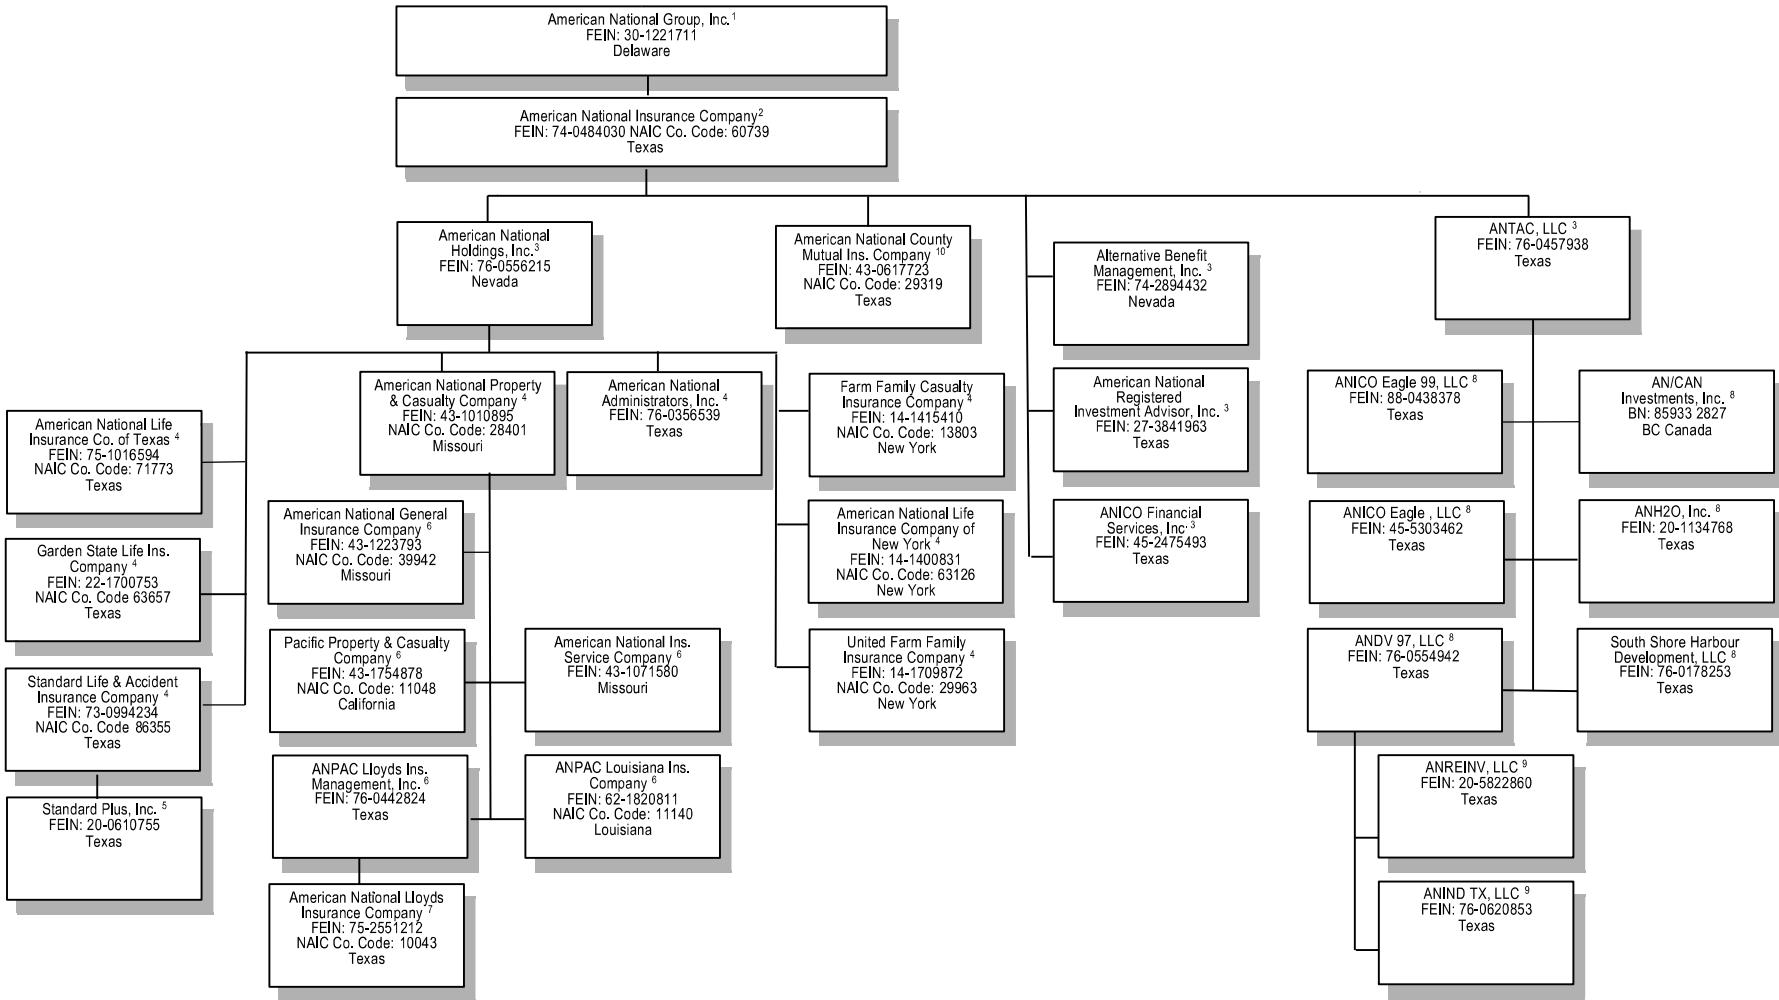 American National Group, Inc. 1
FEIN: 30-1221711
Delaware
American National Insurance Company2
FEIN: 74-0484030 NAIC Co. Code: 60739
Texas
American National
Holdings, Inc.3
FEIN: 76-0556215
Nevada
American National County
Mutual Ins. Company 10
FEIN: 43-0617723
NAIC Co. Code: 29319
Texas
Alternative Benefit
Management, Inc. 3
FEIN: 74-2894432
Nevada
ANTAC, LLC 3
FEIN: 76-0457938
Texas
American National Life
Insurance Co. of Texas 4
FEIN: 75-1016594
NAIC Co. Code: 71773
Texas
American National Property
& Casualty Company 4
FEIN: 43-1010895
NAIC Co. Code: 28401
Missouri
American National
Administrators, Inc. 4
FEIN: 76-0356539
Texas
Farm Family Casualty
Insurance Company 4
FEIN: 14-1415410
NAIC Co. Code: 13803
New York
American National
Registered
Investment Advisor, Inc. 3
FEIN: 27-3841963
Texas
ANICO Eagle 99, LLC 8
FEIN: 88-0438378
Texas
AN/CAN
Investments, Inc. 8
BN: 85933 2827
BC Canada
Garden State Life Ins.
Company 4
FEIN: 22-1700753
NAIC Co. Code 63657
Texas
American National General
Insurance Company 6
FEIN: 43-1223793
NAIC Co. Code: 39942
Missouri
American National Life
Insurance Company of
New York 4
FEIN: 14-1400831
NAIC Co. Code: 63126
New York
ANICO Financial
Services, Inc. 3
FEIN: 45-2475493
Texas
ANICO Eagle , LLC 8
FEIN: 45-5303462
Texas
ANH2O, Inc. 8
FEIN: 20-1134768
Texas
Standard Life & Accident
Insurance Company 4
FEIN: 73-0994234
NAIC Co. Code 86355
Texas
Pacific Property & Casualty
Company 6
FEIN: 43-1754878
NAIC Co. Code: 11048
California
American National Ins.
Service Company 6
FEIN: 43-1071580
Missouri
United Farm Family
Insurance Company 4
FEIN: 14-1709872
NAIC Co. Code: 29963
New York
ANDV 97, LLC 8
FEIN: 76-0554942
Texas
South Shore Harbour
Development, LLC 8
FEIN: 76-0178253
Texas
Standard Plus, Inc. 5
FEIN: 20-0610755
Texas
ANPAC Lloyds Ins.
Management, Inc. 6
FEIN: 76-0442824
Texas
ANPAC Louisiana Ins.
Company 6
FEIN: 62-1820811
NAIC Co. Code: 11140
Louisiana
ANREINV, LLC 9
FEIN: 20-5822860
Texas
American National Lloyds
Insurance Company 7
FEIN: 75-2551212
NAIC Co. Code: 10043
Texas
ANIND TX, LLC 9
FEIN: 76-0620853
Texas